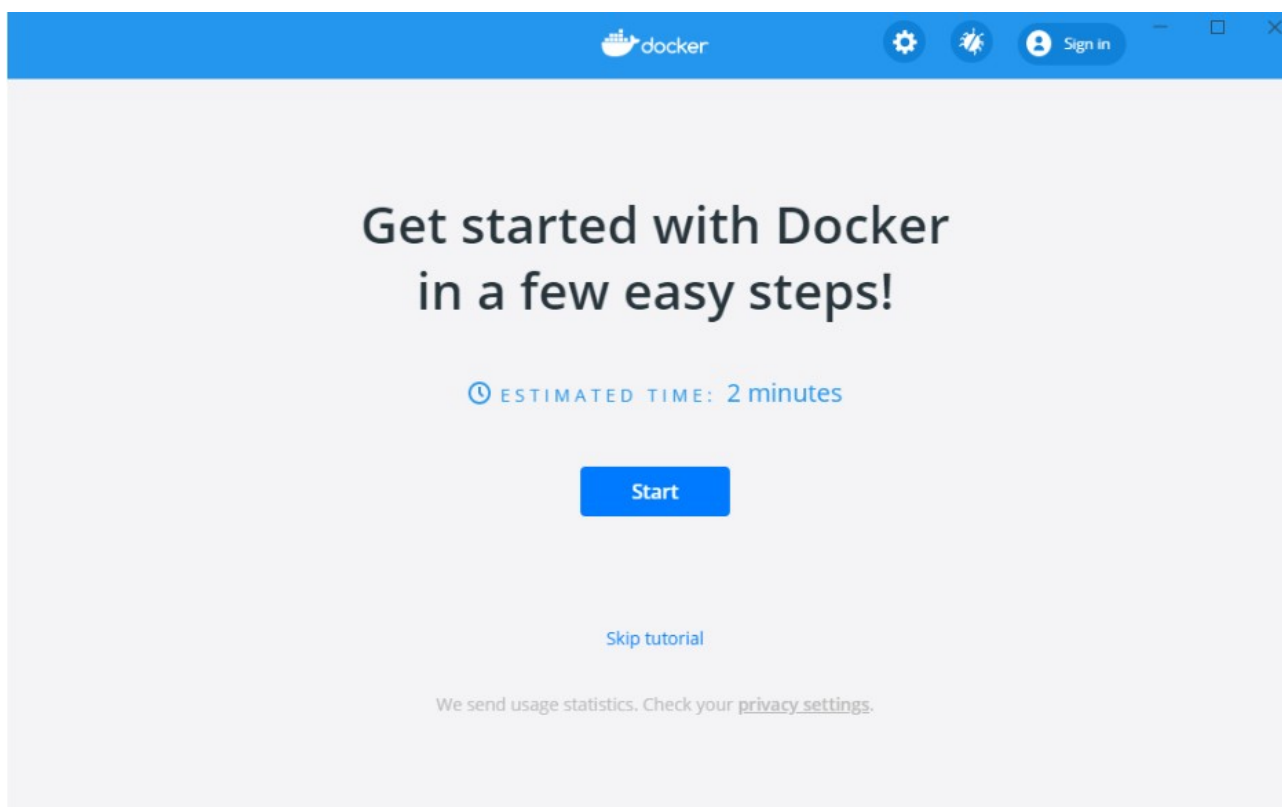 docker
Sign in
Get started with Docker
in a few easy steps!
ESTIMATED TIME: 2 minutes
Start
Skip tutorial
We send usage statistics. Check your privacy settings.